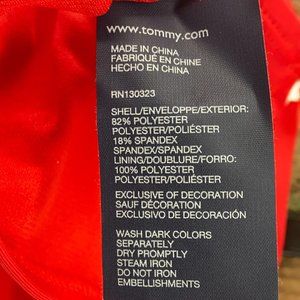 www.tommy.com
MADE IN CHINA
FABRIQUÉ EN CHINE
HECHO EN CHINA
RN130323
SHELL/ENVELOPPE/EXTERIOR:
82% POLYESTER
POLYESTER/POLIÉSTER
18% SPANDEX
SPANDEX/SPANDEX
LINING/DOUBLURE/FORRO:
100% POLYESTER
POLYESTER/POLIÉSTER
EXCLUSIVE OF DECORATION
SAUF DÉCORATION
EXCLUSIVO DE DECORACIÓN
WASH DARK COLORS
SEPARATELY
DRY PROMPTLY
STEAM IRON
DO NOT IRON
EMBELLISHMENTS